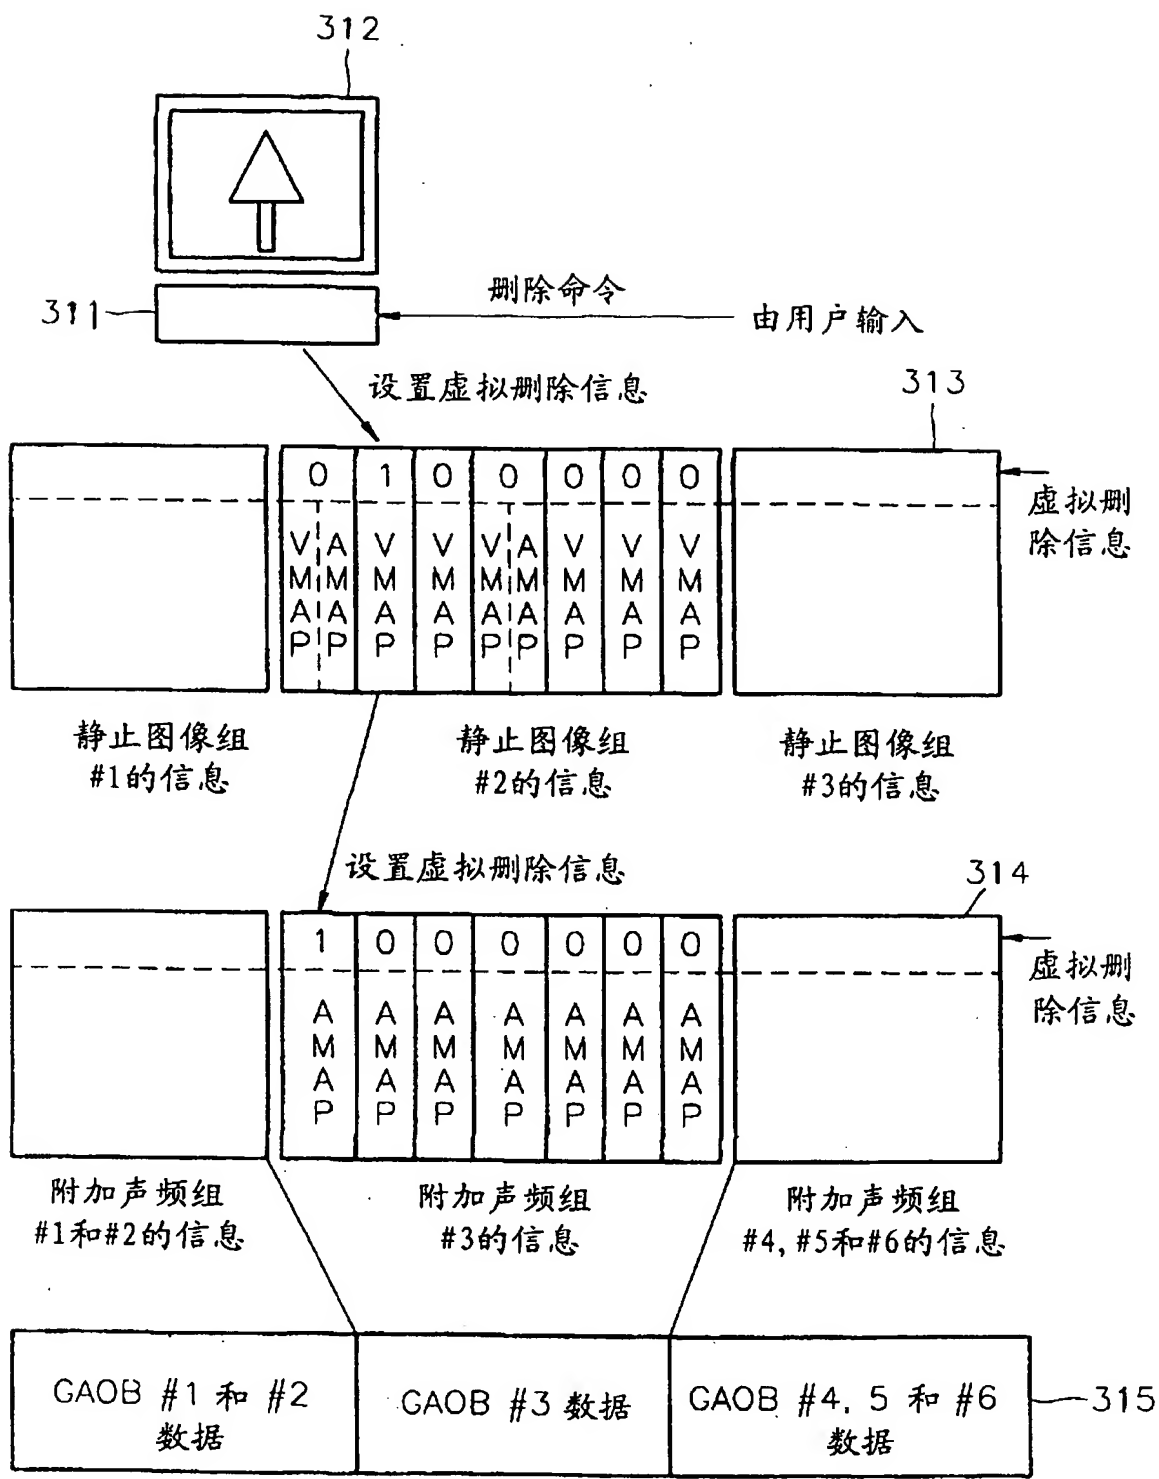 312
删除命令
311
由用户输入
设置虚拟删除信息
313
0 1 0 0 0 0 0
虚拟删
除信息
VMAP AMAP VMAP VMAP VMAP AMAP VMAP VMAP VMAP
静止图像组
#1的信息
静止图像组
#2的信息
静止图像组
#3的信息
设置虚拟删除信息
314
1 0 0 0 0 0 0
虚拟删
除信息
AMAP AMAP AMAP AMAP AMAP AMAP AMAP
附加声频组
#1和#2的信息
附加声频组
#3的信息
附加声频组
#4, #5和#6的信息
GAOB #1 和 #2
数据
GAOB #3 数据
GAOB #4, 5 和 #6
数据
315